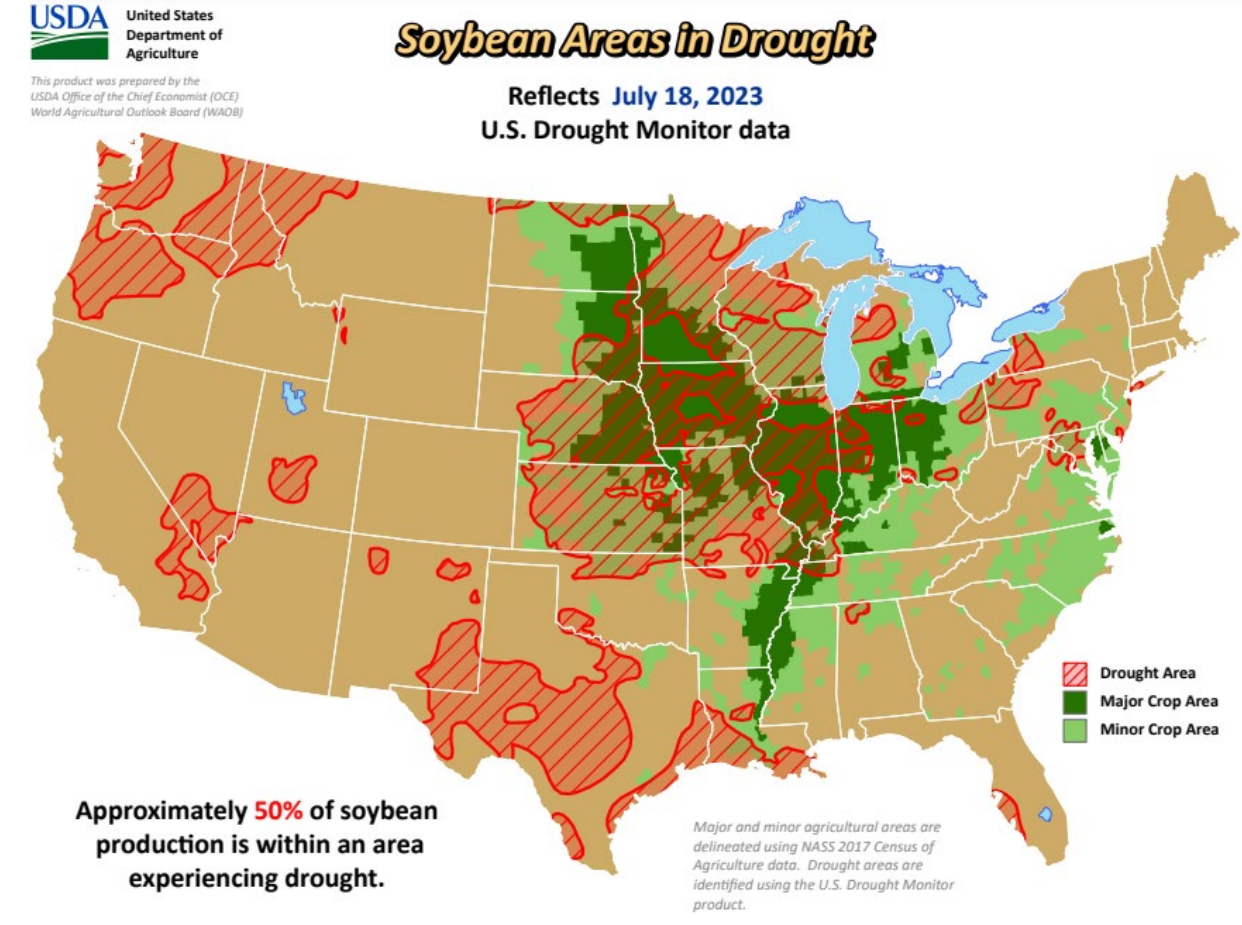 USDA
United States
Department of
Agriculture
This product was prepared by the
USDA Office of the Chief Economist (OCE)
World Agricultural Outlook Board (WAOB)
Soybean Areas in Drought
Reflects July 18, 2023
U.S. Drought Monitor data
Drought Area
Major Crop Area
Minor Crop Area
Approximately 50% of soybean
production is within an area
experiencing drought.
Major and minor agricultural areas are
delineated using NASS 2017 Census of
Agriculture data. Drought areas are
identified using the U.S. Drought Monitor
product.